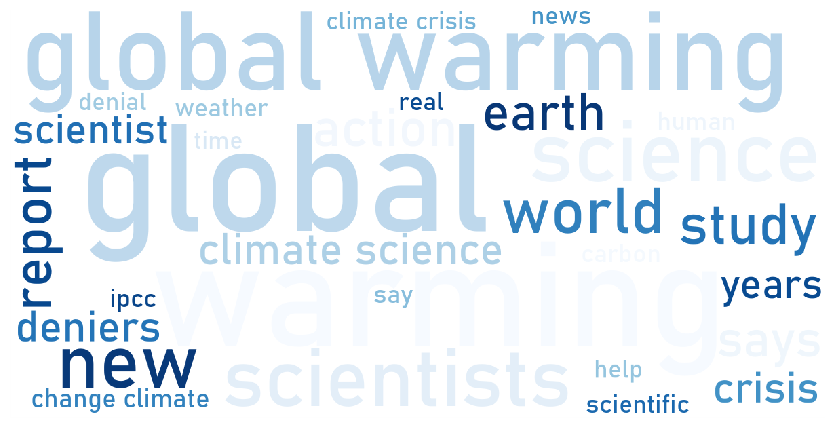 climate crisis
news
global warming
denial
weather
real
earth
scientist
time
action
human
science
global
report
world
study
climate science
carbon
warming
years
ipcc
say
deniers
says
new
scientists
help
crisis
change climate
scientific